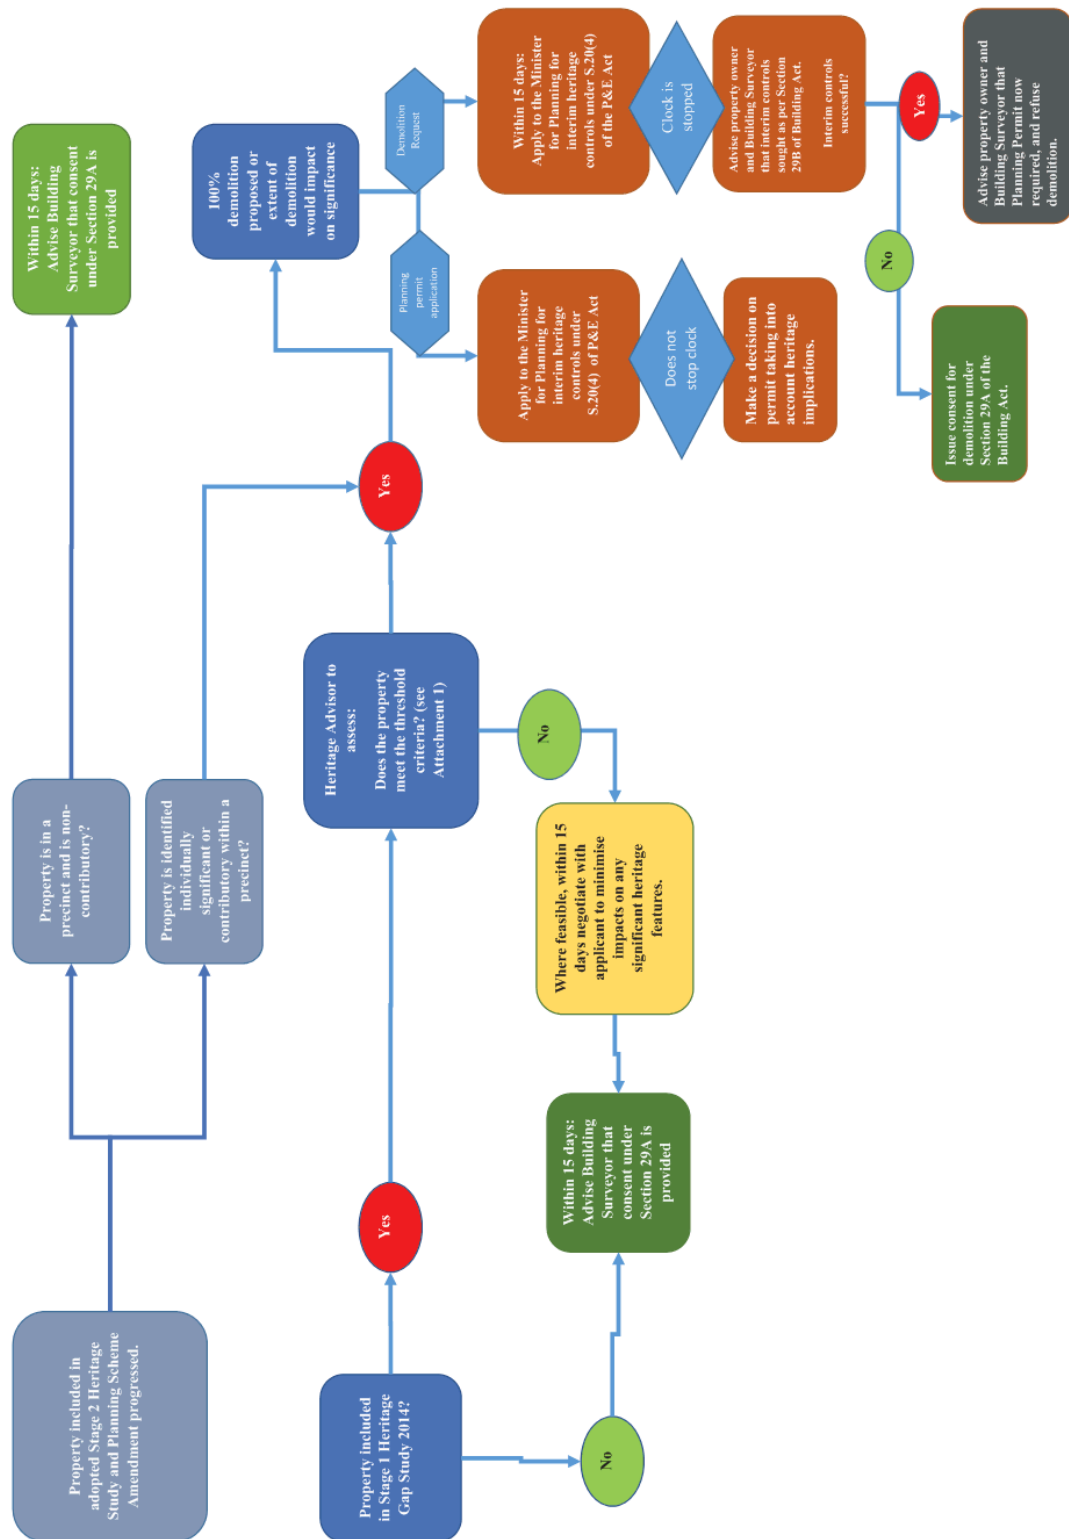 Property included in
adopted Stage 2 Heritage
Study and Planning Scheme
Amendment progressed.
Property is in a
precinct and is non-
contributory?
Within 15 days:
Advise Building
Surveyor that consent
under Section 29A is
provided
Property is identified
individually
significant or
contributory within a
precinct?
Property included
in Stage 1 Heritage
Gap Study 2014?
Yes
Heritage Advisor to
assess:
Does the property
meet the threshold
criteria? (see
Attachment 1)
Yes
100%
demolition
proposed or
extent of
demolition
would impact
on significance
No
Within 15 days:
Advise Building
Surveyor that
consent under
Section 29A is
provided
No
Where feasible, within 15
days negotiate with
applicant to minimise
impacts on any
significant heritage
features.
Planning
permit
application
Demolition
Request
Apply to the Minister
for Planning for
interim heritage
controls under
S.20(4) of P&E Act
Does not
stop clock
Make a decision on
permit taking into
account heritage
implications.
Within 15 days:
Apply to the Minister
for Planning for
interim heritage
controls under S.20(4)
of the P&E Act
Clock is
stopped
Advise property owner
and Building Surveyor
that interim controls
sought as per Section
29B of Building Act.
Interim controls
successful?
No
Yes
Issue consent for
demolition under
Section 29A of the
Building Act.
Advise property owner and
Building Surveyor that
Planning Permit now
required, and refuse
demolition.